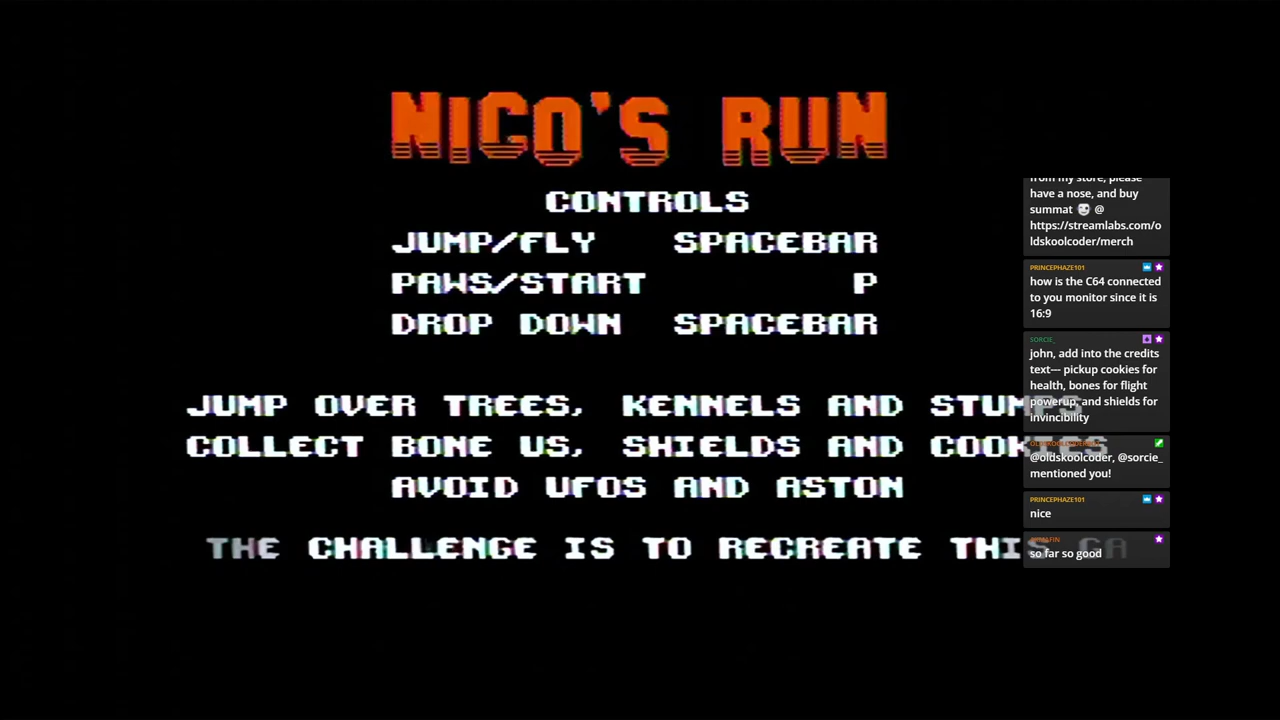 NICO'S RUN
CONTROLS
JUMP/FLY SPACEBAR
PAWS/START P
DROP DOWN SPACEBAR
JUMP OVER TREES, KENNELS AND STUMPS
COLLECT BONE US, SHIELDS AND COOKIES
AVOID UFOS AND ASTON
THE CHALLENGE IS TO RECREATE THIS CA
from my store, please
have a nose, and buy
summat @
https://streamlabs.com/o
ldskoolcoder/merch
PRINCEPHAZE101
how is the C64 connected
to you monitor since it is
16:9
SORCIE_
john, add into the credits
text--- pickup cookies for
health, bones for flight
powerup, and shields for
invincibility
@oldskoolcoder, @sorcie_
mentioned you!
PRINCEPHAZE101
nice
so far so good